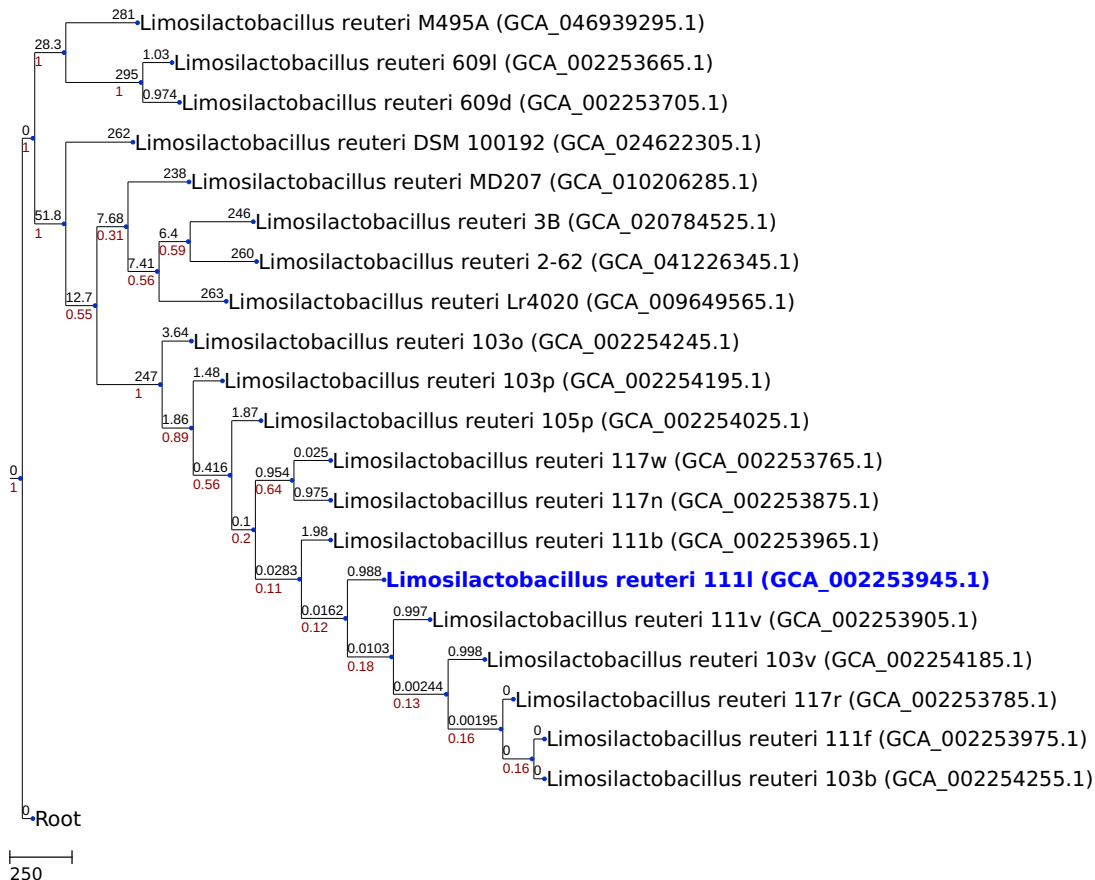 281
Limosilactobacillus reuteri M495A (GCA_046939295.1)
28.3
1
1.03
Limosilactobacillus reuteri 609l (GCA_002253665.1)
295
1
0.974
Limosilactobacillus reuteri 609d (GCA_002253705.1)
0
1
262
Limosilactobacillus reuteri DSM 100192 (GCA_024622305.1)
238
Limosilactobacillus reuteri MD207 (GCA_010206285.1)
51.8
1
7.68
0.31
246
Limosilactobacillus reuteri 3B (GCA_020784525.1)
6.4
0.59
260
Limosilactobacillus reuteri 2-62 (GCA_041226345.1)
7.41
0.56
263
Limosilactobacillus reuteri Lr4020 (GCA_009649565.1)
12.7
0.55
3.64
Limosilactobacillus reuteri 103o (GCA_002254245.1)
247
1
1.48
Limosilactobacillus reuteri 103p (GCA_002254195.1)
1.86
0.89
1.87
Limosilactobacillus reuteri 105p (GCA_002254025.1)
0.025
Limosilactobacillus reuteri 117w (GCA_002253765.1)
0
1
0.416
0.56
0.954
0.64
0.975
Limosilactobacillus reuteri 117n (GCA_002253875.1)
0.1
0.2
1.98
Limosilactobacillus reuteri 111b (GCA_002253965.1)
0.0283
0.11
0.988
Limosilactobacillus reuteri 111l (GCA_002253945.1)
0.0162
0.12
0.997
Limosilactobacillus reuteri 111v (GCA_002253905.1)
0.0103
0.18
0.998
Limosilactobacillus reuteri 103v (GCA_002254185.1)
0.00244
0.13
0
Limosilactobacillus reuteri 117r (GCA_002253785.1)
0.00195
0.16
0
Limosilactobacillus reuteri 111f (GCA_002253975.1)
0
0.16
0
Limosilactobacillus reuteri 103b (GCA_002254255.1)
0
Root
250